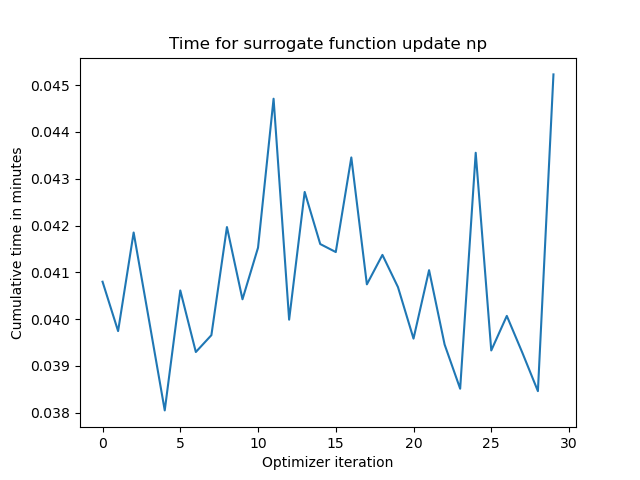 Time for surrogate function update np
Cumulative time in minutes
0.045
0.044
0.043
0.042
0.041
0.040
0.039
0.038
0 5 10 15 20 25 30
Optimizer iteration